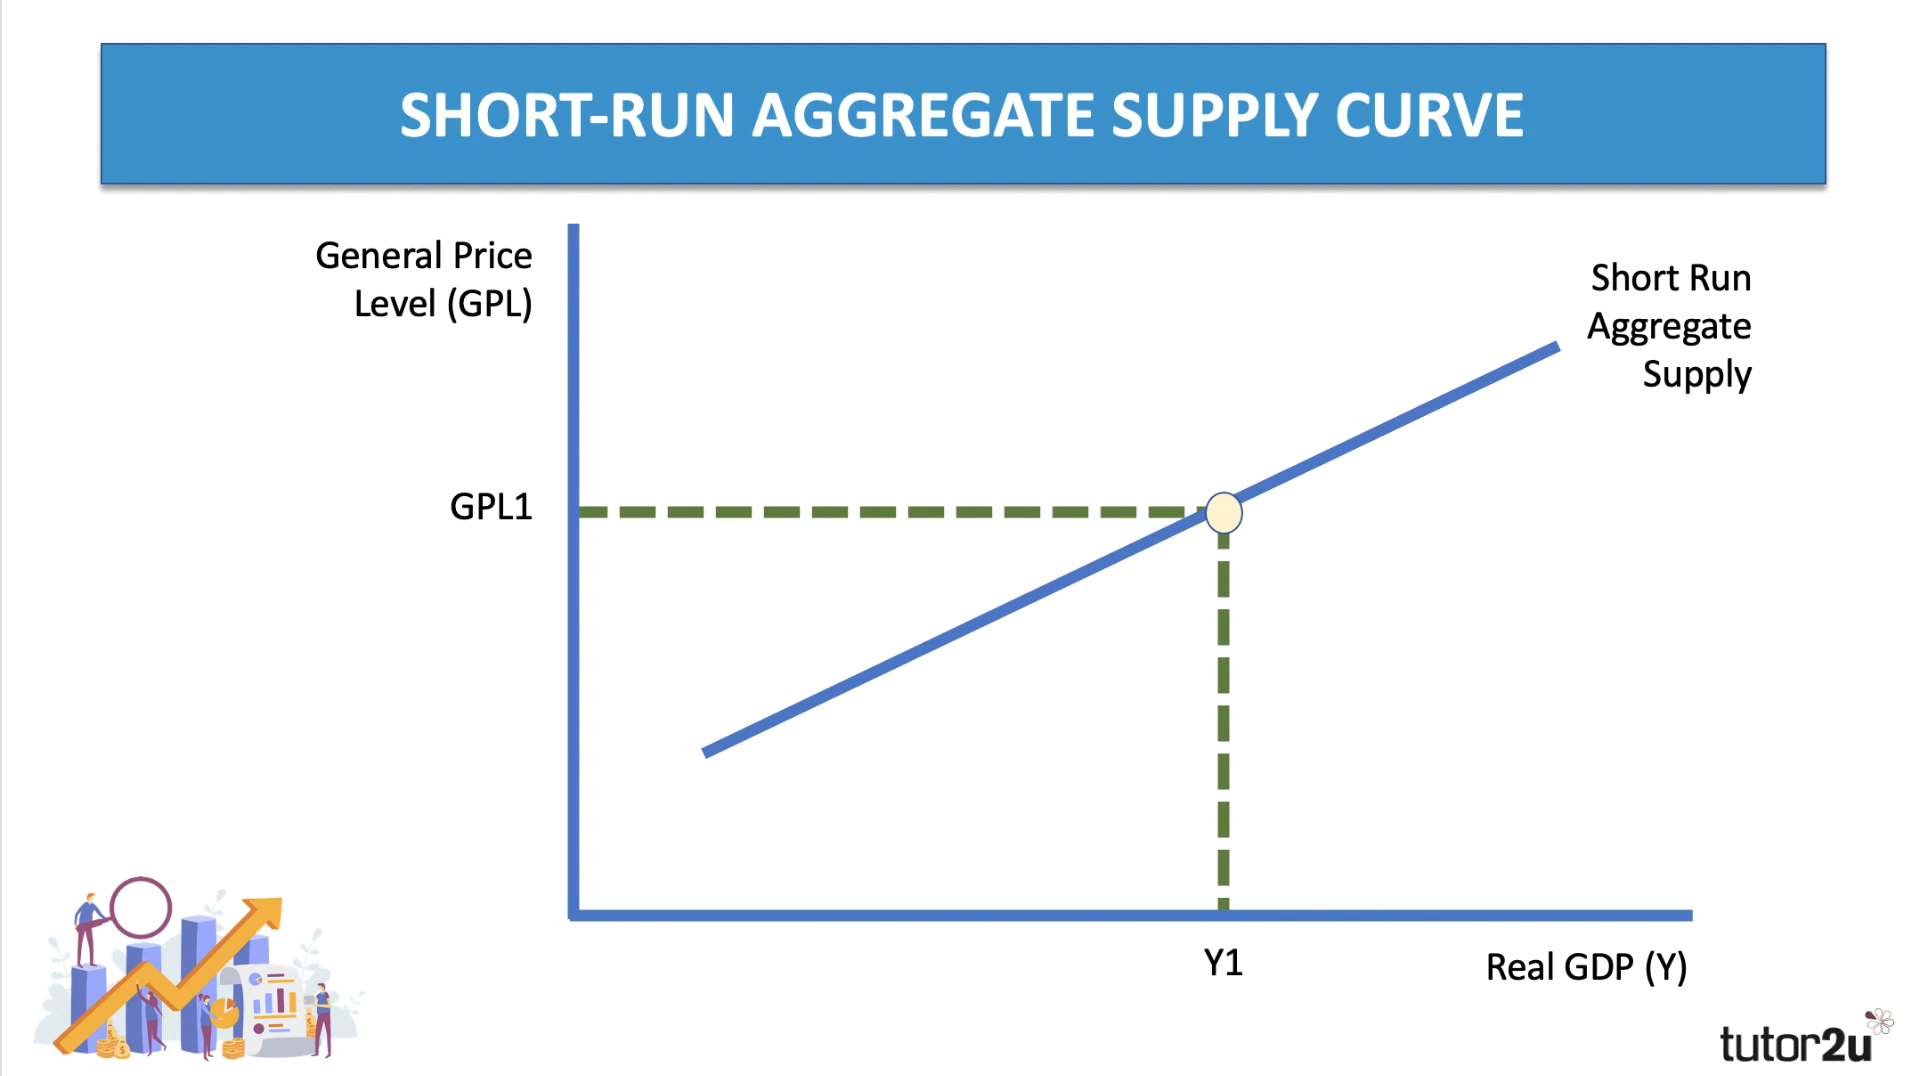 SHORT-RUN AGGREGATE SUPPLY CURVE
General Price
Level (GPL)
Short Run
Aggregate
Supply
GPL1
Y1
Real GDP (Y)
tutor2u